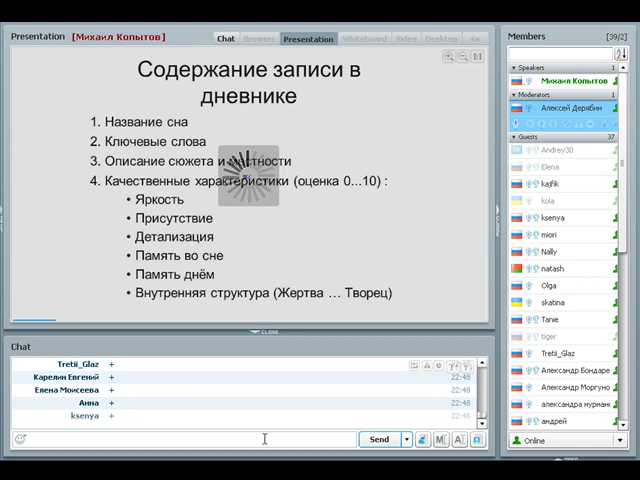 Presentation [Михаил Копытов]
Chat Browser Presentation Whiteboard Video Desktop 4x
Содержание записи в
дневнике
1. Название сна
2. Ключевые слова
3. Описание сюжета и местности
4. Качественные характеристики (оценка 0...10) :
• Яркость
• Присутствие
• Детализация
• Память во сне
• Память днём
• Внутренняя структура (Жертва ... Творец)
CLOSE
Chat
Tretii_Glaz +
Карелин Евгений + 22:48
Елена Моисеева + 22:48
Анна + 22:48
ksenya + 22:48
Send
Members [39/2]
Speakers 1
Михаил Копытов
Moderators 1
Алексей Дерябин
Guests 37
Andrey30
Elena
kajfik
kola
ksenya
miori
Nally
natash
Olga
skatina
Tanie
tiger
Tretii_Glaz
Александр Бондаре
Александр Моргуно
александра мурман
андрей
Online